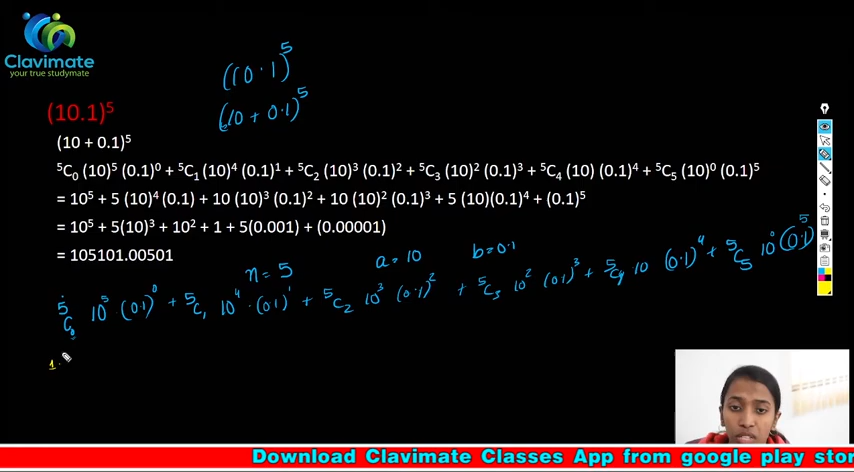 Clavimate
your true studymate
(10.1)⁵
(10 + 0.1)⁵
(10.1)⁵
(10 + 0.1)⁵
⁵C₀ (10)⁵ (0.1)⁰ + ⁵C₁ (10)⁴ (0.1)¹ + ⁵C₂ (10)³ (0.1)² + ⁵C₃ (10)² (0.1)³ + ⁵C₄ (10) (0.1)⁴ + ⁵C₅ (10)⁰ (0.1)⁵
= 10⁵ + 5 (10)⁴ (0.1) + 10 (10)³ (0.1)² + 10 (10)² (0.1)³ + 5 (10)(0.1)⁴ + (0.1)⁵
= 10⁵ + 5(10)³ + 10² + 1 + 5(0.001) + (0.00001)
= 105101.00501
n = 5 a = 10 b = 0.1
⁵C₀ 10⁵ · (0.1)⁰ + ⁵C₁ 10⁴ · (0.1)¹ + ⁵C₂ 10³ (0.1)² + ⁵C₃ 10² (0.1)³ + ⁵C₄ 10 (0.1)⁴ + ⁵C₅ 10⁰ (0.1)⁵
1 ·
Download Clavimate Classes App from google play stor